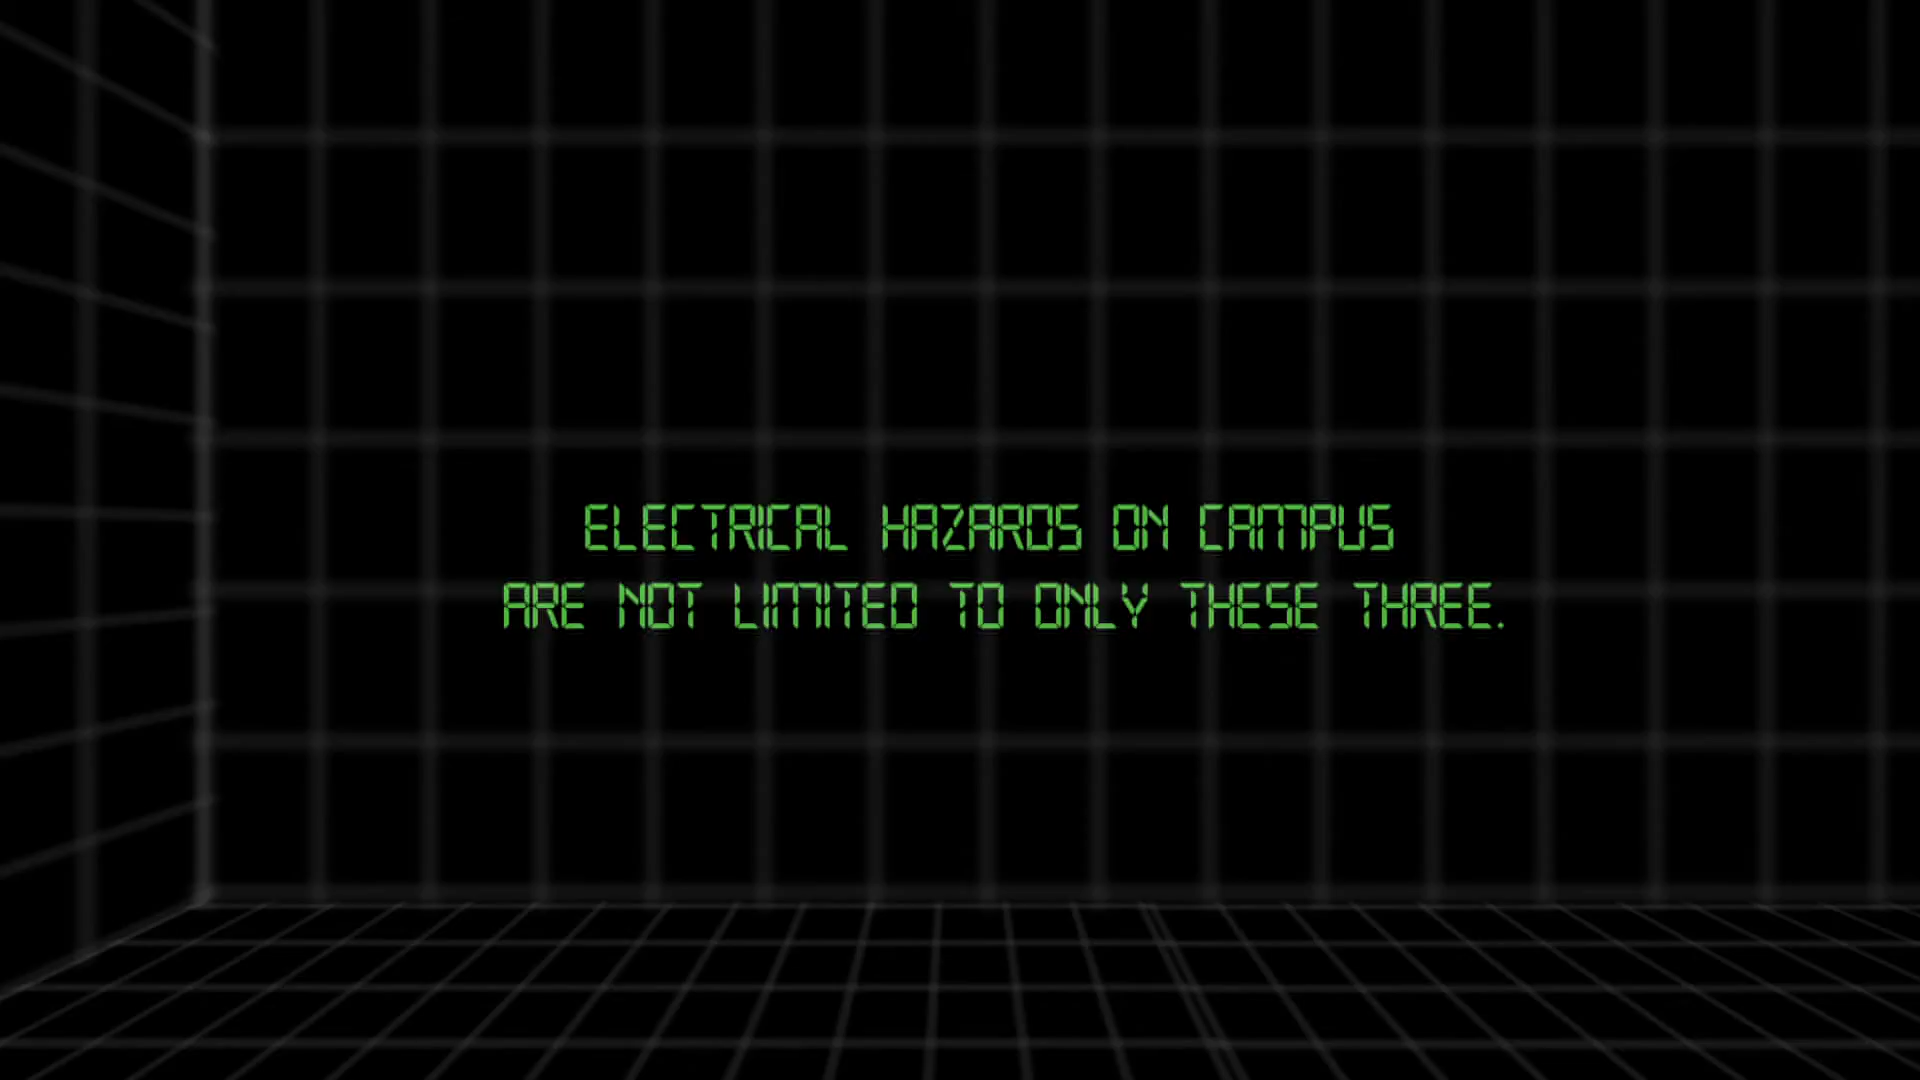 ELECTRICAL HAZARDS ON CAMPUS
ARE NOT LIMITED TO ONLY THESE THREE.